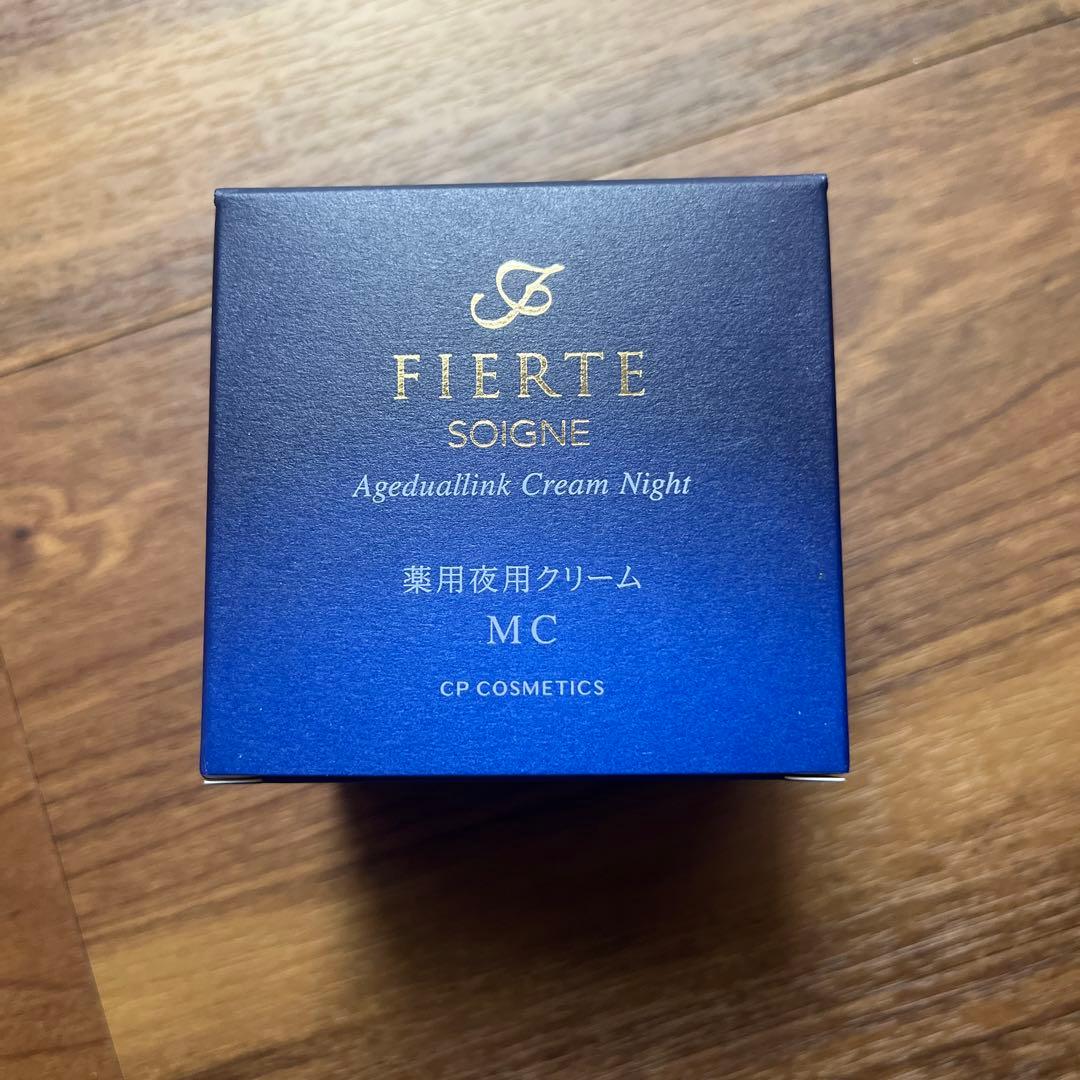 FIERTE
SOIGNE
Ageduallink Cream Night
薬用夜用クリーム
MC
CP COSMETICS